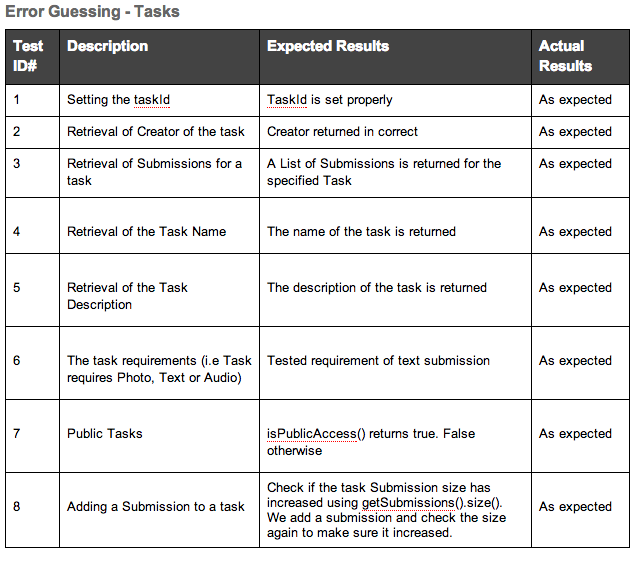 Error Guessing - Tasks
Test ID# Description Expected Results Actual Results
1 Setting the taskId TaskId is set properly As expected
2 Retrieval of Creator of the task Creator returned in correct As expected
3 Retrieval of Submissions for a task A List of Submissions is returned for the specified Task As expected
4 Retrieval of the Task Name The name of the task is returned As expected
5 Retrieval of the Task Description The description of the task is returned As expected
6 The task requirements (i.e Task requires Photo, Text or Audio) Tested requirement of text submission As expected
7 Public Tasks isPublicAccess() returns true. False otherwise As expected
8 Adding a Submission to a task Check if the task Submission size has increased using getSubmissions().size(). We add a submission and check the size again to make sure it increased. As expected